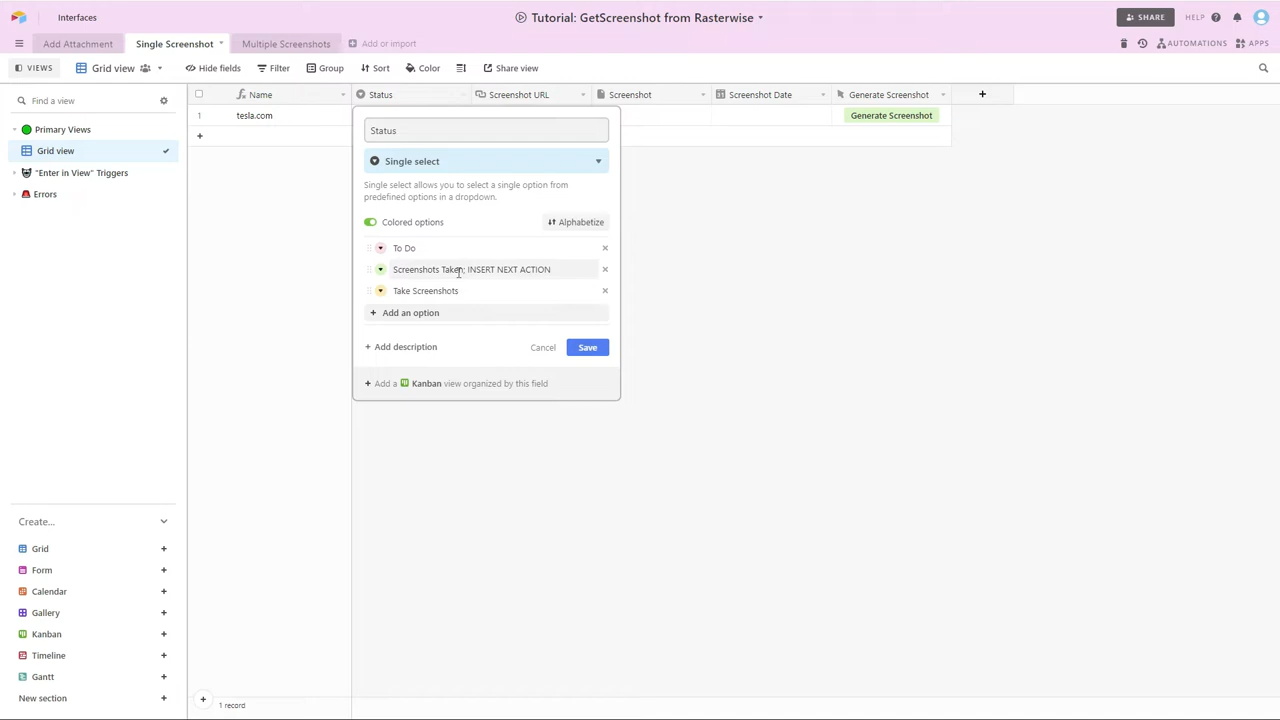 Interfaces
Tutorial: GetScreenshot from Rasterwise
SHARE
HELP
Add Attachment
Single Screenshot
Multiple Screenshots
Add or import
AUTOMATIONS
APPS
VIEWS
Grid view
Hide fields
Filter
Group
Sort
Color
Share view
Find a view
Primary Views
Grid view
"Enter in View" Triggers
Errors
Name
Status
Screenshot URL
Screenshot
Screenshot Date
Generate Screenshot
1
tesla.com
Generate Screenshot
Status
Single select
Single select allows you to select a single option from
predefined options in a dropdown.
Colored options
Alphabetize
To Do
Screenshots Taken; INSERT NEXT ACTION
Take Screenshots
Add an option
Add description
Cancel
Save
Add a Kanban view organized by this field
Create...
Grid
Form
Calendar
Gallery
Kanban
Timeline
Gantt
New section
1 record